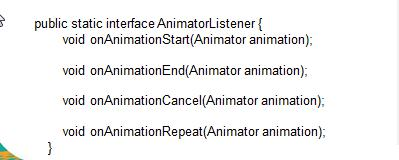 public static interface AnimatorListener {
void onAnimationStart(Animator animation);
void onAnimationEnd(Animator animation);
void onAnimationCancel(Animator animation);
void onAnimationRepeat(Animator animation);
}